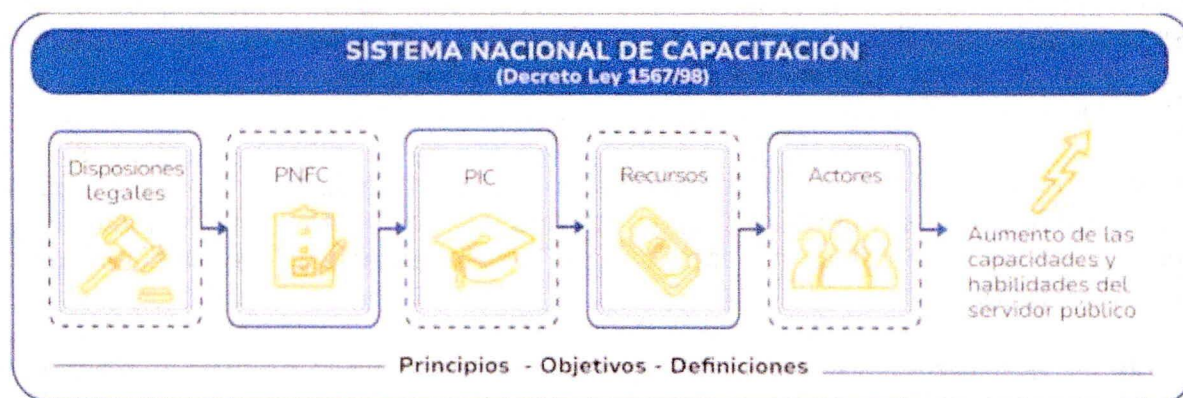 SISTEMA NACIONAL DE CAPACITACIÓN
(Decreto Ley 1567/98)
Disposiones
legales
PNFC
PIC
Recursos
Actores
Aumento de las
capacidades y
habilidades del
servidor público
Principios - Objetivos - Definiciones